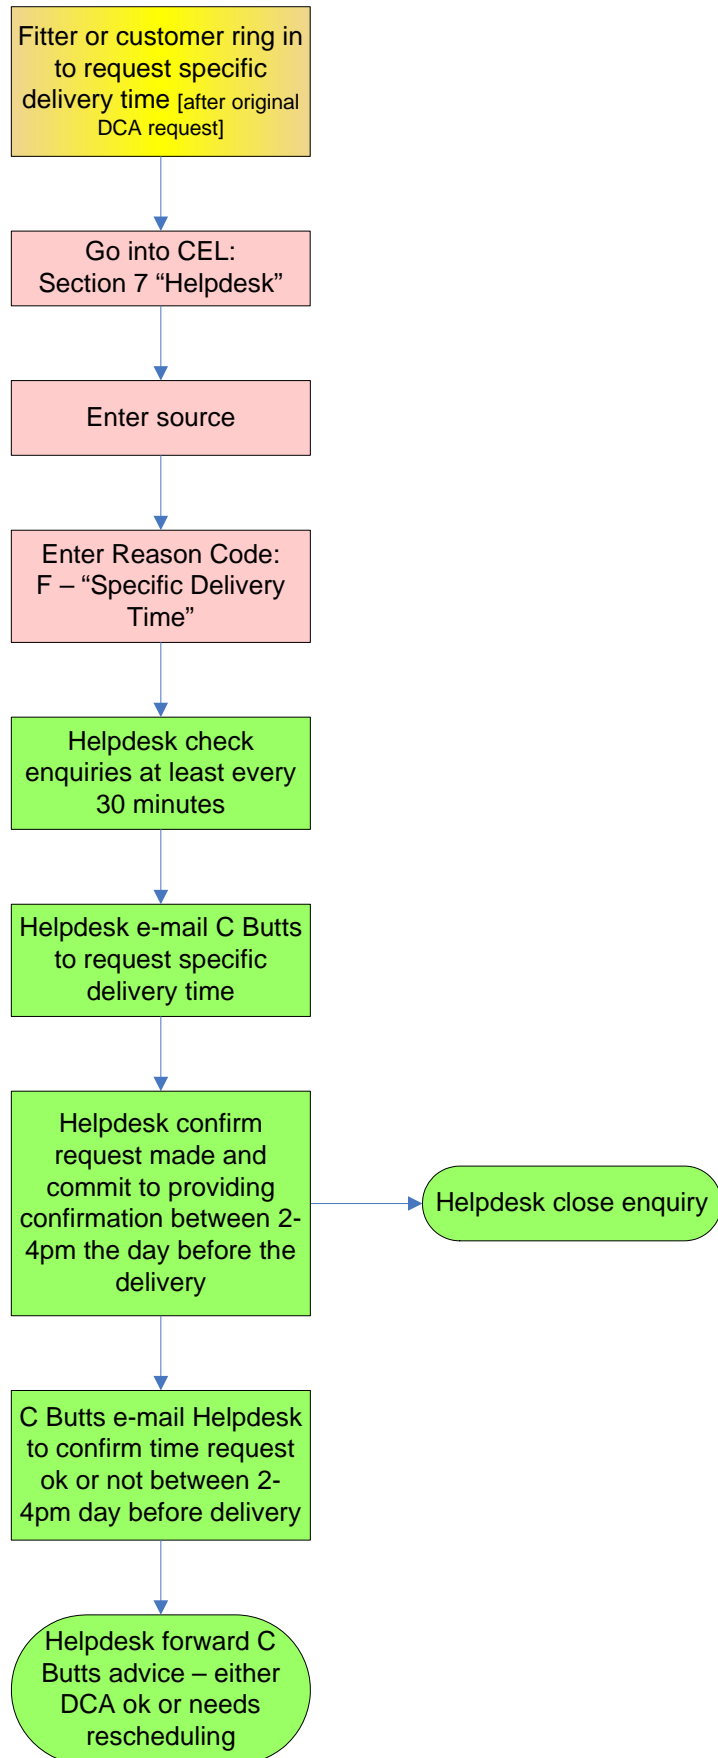 Fitter or customer ring in
to request specific
delivery time [after original
DCA request]
Go into CEL:
Section 7 “Helpdesk”
Enter source
Enter Reason Code:
F – “Specific Delivery
Time”
Helpdesk check
enquiries at least every
30 minutes
Helpdesk e-mail C Butts
to request specific
delivery time
Helpdesk confirm
request made and
commit to providing
confirmation between 2-
4pm the day before the
delivery
Helpdesk close enquiry
C Butts e-mail Helpdesk
to confirm time request
ok or not between 2-
4pm day before delivery
Helpdesk forward C
Butts advice – either
DCA ok or needs
rescheduling